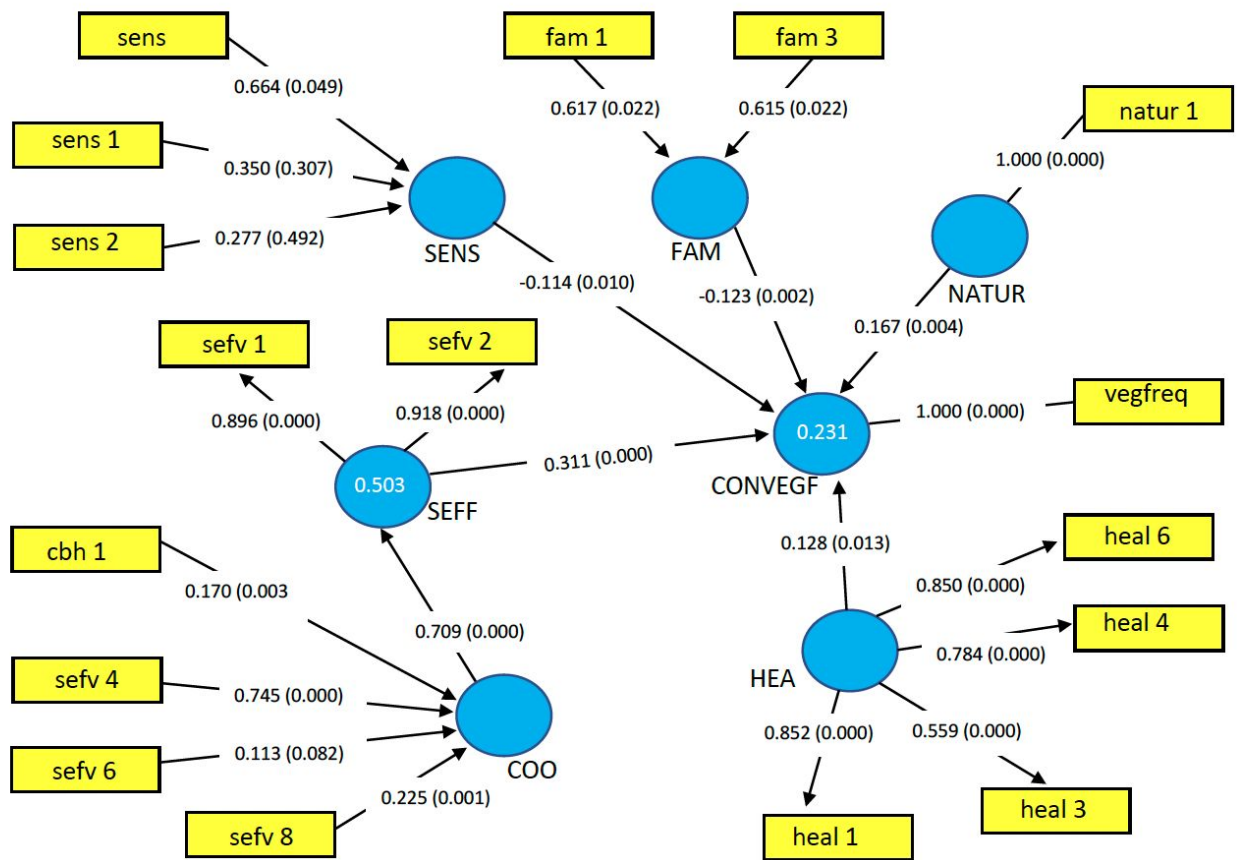 sens
fam 1
fam 3
0.664 (0.049)
natur 1
0.617 (0.022)
0.615 (0.022)
sens 1
1.000 (0.000)
0.350 (0.307)
sens 2
0.277 (0.492)
SENS
FAM
NATUR
-0.114 (0.010)
-0.123 (0.002)
0.167 (0.004)
sefv 1
sefv 2
vegfreq
0.896 (0.000)
0.918 (0.000)
1.000 (0.000)
0.231
0.311 (0.000)
CONVEGF
0.503
SEFF
cbh 1
heal 6
0.128 (0.013)
0.170 (0.003
0.850 (0.000)
heal 4
0.709 (0.000)
0.784 (0.000)
sefv 4
HEA
0.745 (0.000)
0.852 (0.000)
0.559 (0.000)
sefv 6
0.113 (0.082)
COO
0.225 (0.001)
sefv 8
heal 1
heal 3